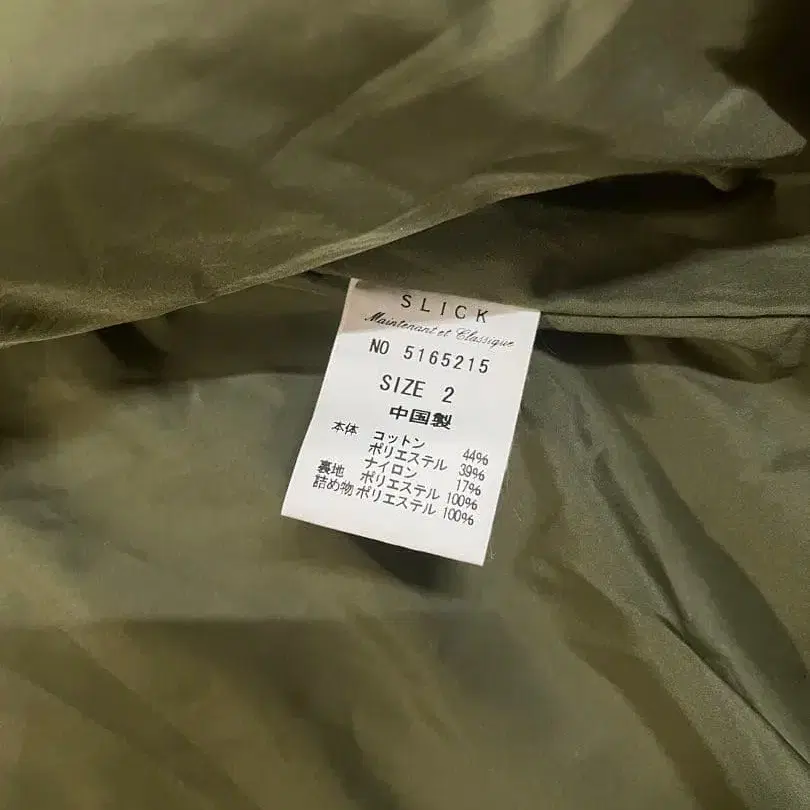 SLICK
Maintenant et Classique
NO 5165215
SIZE 2
中国製
本体 コットン 44%
ポリエステル 39%
ナイロン 17%
裏地 ポリエステル 100%
詰め物 ポリエステル 100%